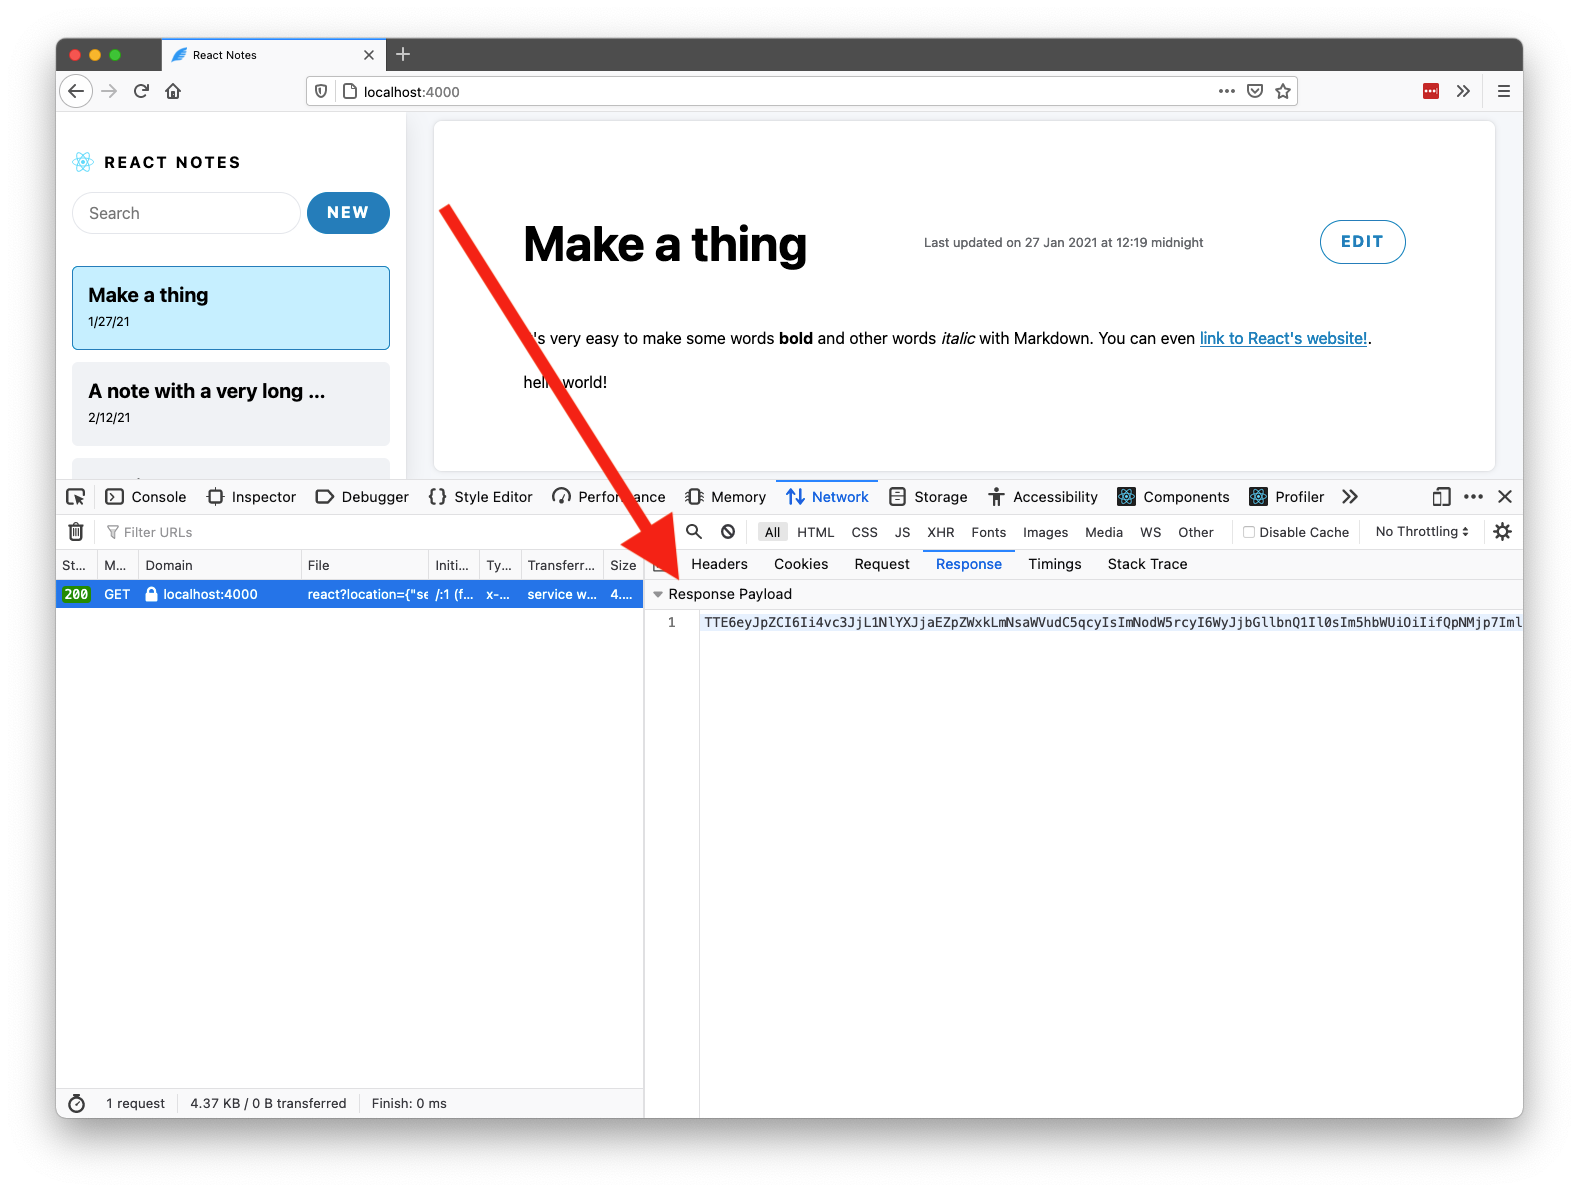 React Notes
localhost:4000
REACT NOTES
Search
NEW
Make a thing
1/27/21
A note with a very long ...
2/12/21
Make a thing
Last updated on 27 Jan 2021 at 12:19 midnight
EDIT
's very easy to make some words bold and other words italic with Markdown. You can even link to React's website!.
hello world!
Console Inspector Debugger Style Editor Performance Memory Network Storage Accessibility Components Profiler
Filter URLs
All HTML CSS JS XHR Fonts Images Media WS Other Disable Cache No Throttling
St... M... Domain File Initi... Ty... Transferr... Size
Headers Cookies Request Response Timings Stack Trace
200 GET localhost:4000 react?location={"se /:1 (f... x-... service w... 4....
Response Payload
1 TTE6eyJpZCI6Ii4vc3JjL1NlYXJjaEZpZWxkLmNsaWVudC5qcyIsImNodW5rcyI6WyJjbGllbnQ1Il0sIm5hbWUiOiIifQpNMjp7Iml
1 request 4.37 KB / 0 B transferred Finish: 0 ms